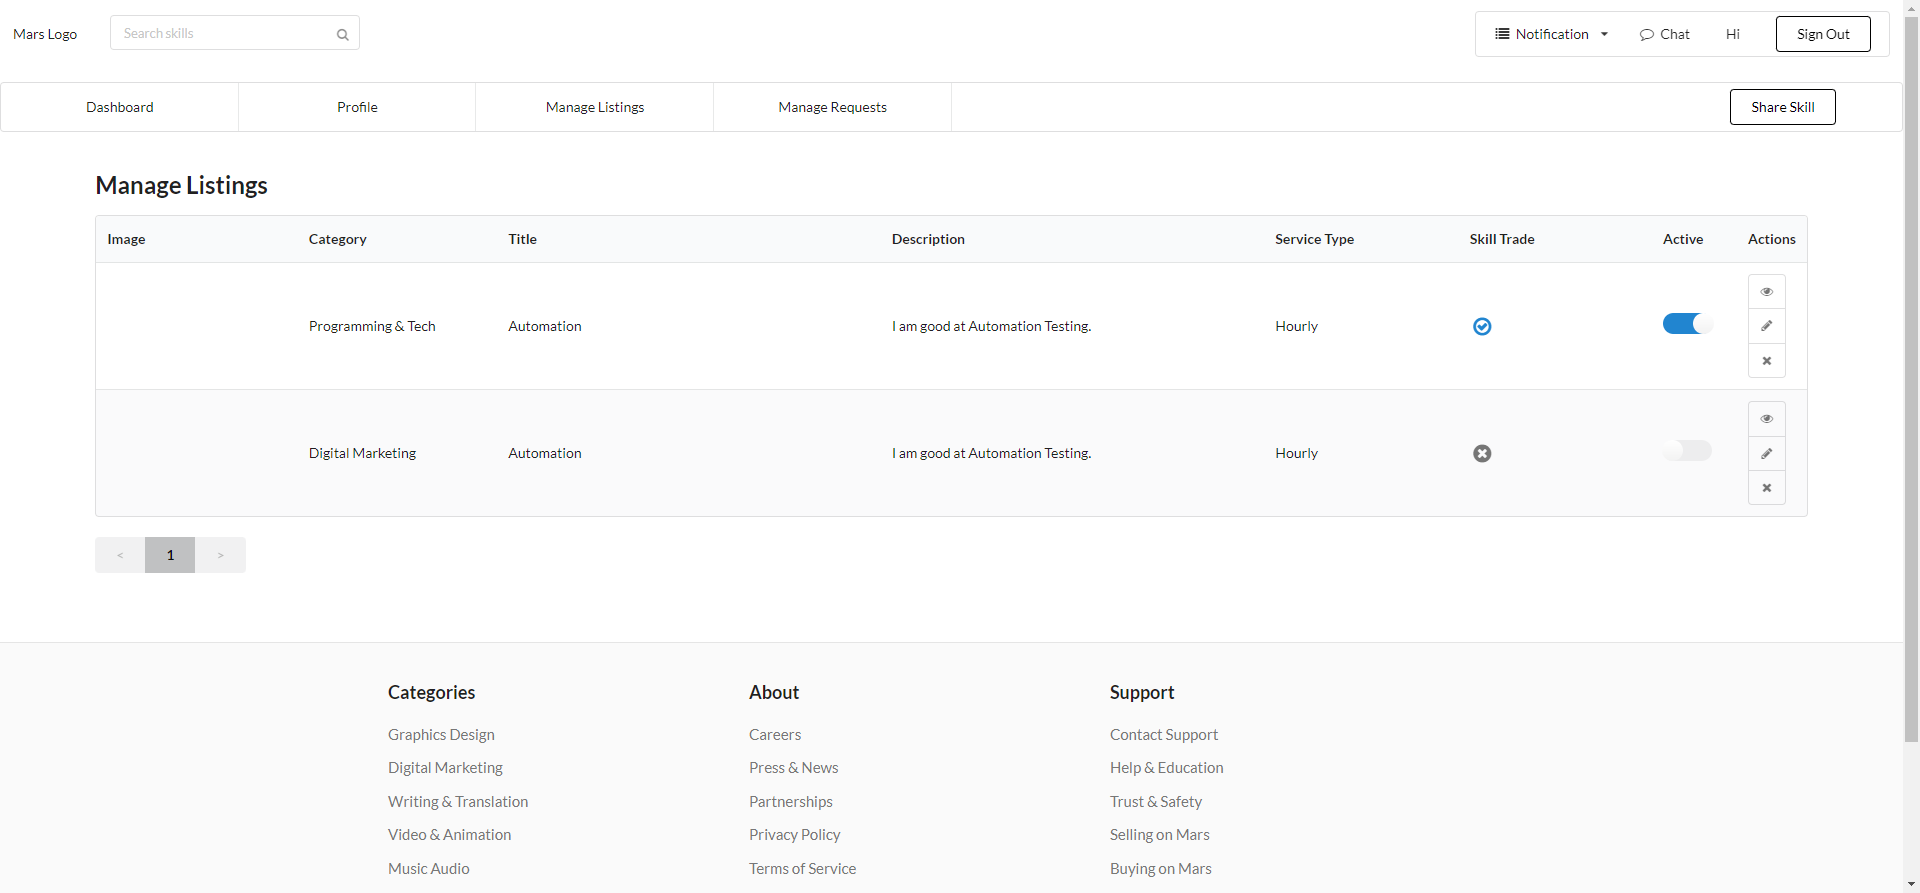 Mars Logo
Search skills
Notification
Chat
Hi
Sign Out
Dashboard
Profile
Manage Listings
Manage Requests
Share Skill
Manage Listings
Image Category Title Description Service Type Skill Trade Active Actions
Programming & Tech Automation I am good at Automation Testing. Hourly
Digital Marketing Automation I am good at Automation Testing. Hourly
< 1 >
Categories
Graphics Design
Digital Marketing
Writing & Translation
Video & Animation
Music Audio
About
Careers
Press & News
Partnerships
Privacy Policy
Terms of Service
Support
Contact Support
Help & Education
Trust & Safety
Selling on Mars
Buying on Mars